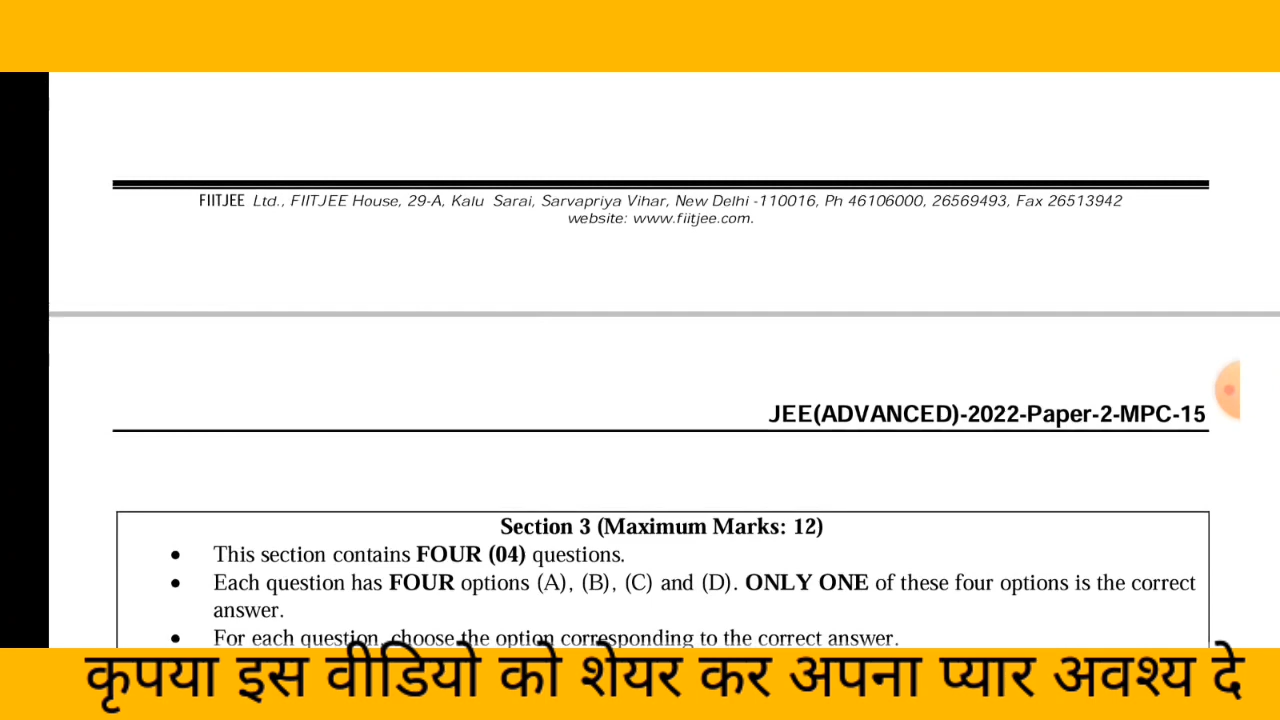 FIITJEE Ltd., FIITJEE House, 29-A, Kalu Sarai, Sarvapriya Vihar, New Delhi -110016, Ph 46106000, 26569493, Fax 26513942
website: www.fiitjee.com.
JEE(ADVANCED)-2022-Paper-2-MPC-15
Section 3 (Maximum Marks: 12)
• This section contains FOUR (04) questions.
• Each question has FOUR options (A), (B), (C) and (D). ONLY ONE of these four options is the correct
answer.
• For each question, choose the option corresponding to the correct answer.
कृपया इस वीडियो को शेयर कर अपना प्यार अवश्य दे